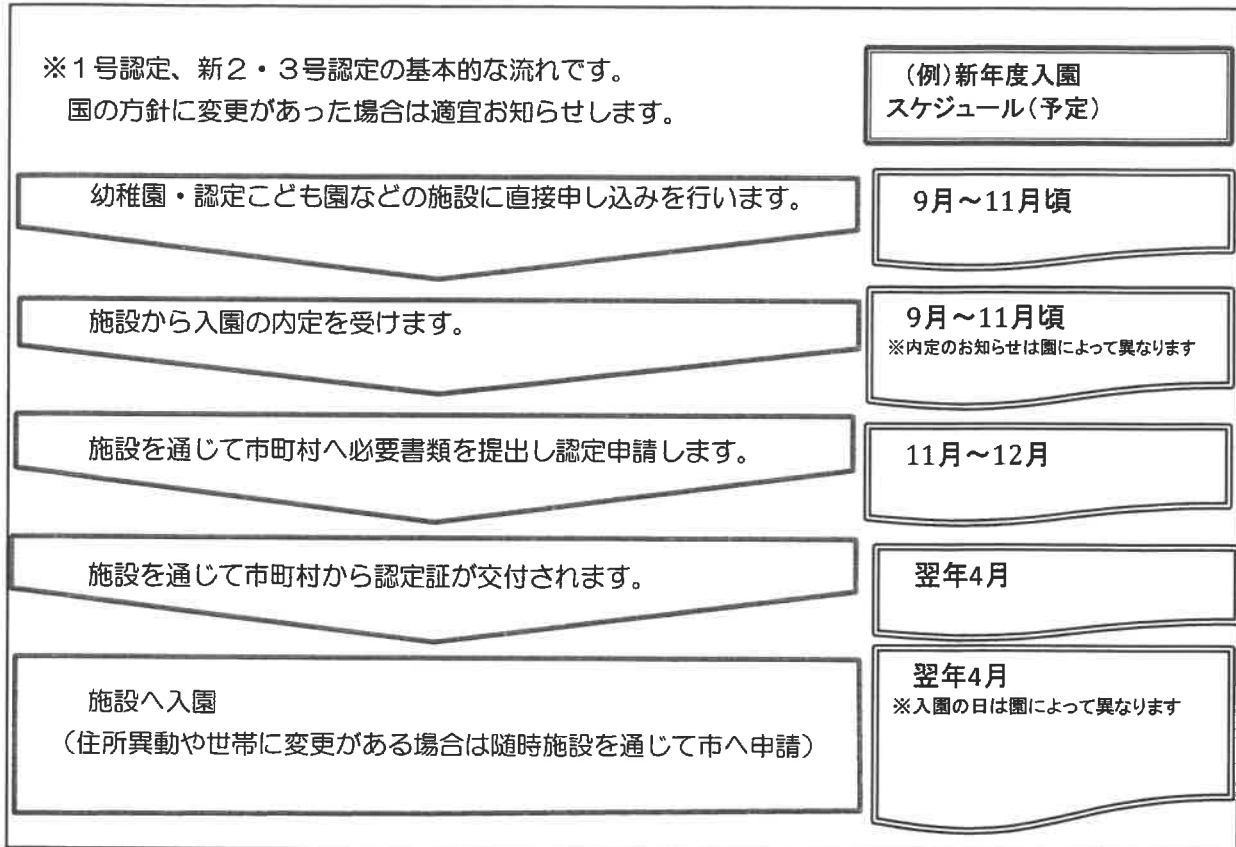 ※1号認定、新2・3号認定の基本的な流れです。
国の方針に変更があった場合は適宜お知らせします。
(例)新年度入園
スケジュール(予定)
幼稚園・認定こども園などの施設に直接申し込みを行います。
9月～11月頃
施設から入園の内定を受けます。
9月～11月頃
※内定のお知らせは園によって異なります
施設を通じて市町村へ必要書類を提出し認定申請します。
11月～12月
施設を通じて市町村から認定証が交付されます。
翌年4月
施設へ入園
(住所異動や世帯に変更がある場合は随時施設を通じて市へ申請)
翌年4月
※入園の日は園によって異なります